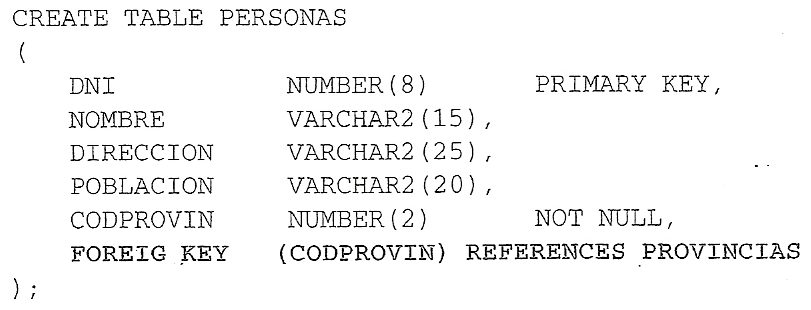 CREATE TABLE PERSONAS
(
DNI NUMBER(8) PRIMARY KEY,
NOMBRE VARCHAR2(15),
DIRECCION VARCHAR2(25),
POBLACION VARCHAR2(20),
CODPROVIN NUMBER(2) NOT NULL,
FOREIG KEY (CODPROVIN) REFERENCES PROVINCIAS
);